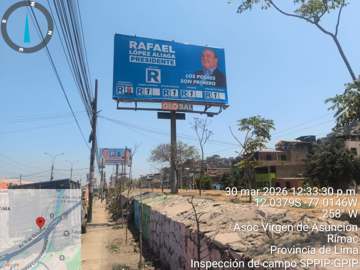 RAFAEL
LÓPEZ ALIAGA
PRESIDENTE
R
LOS POBRES
SON PRIMERO
R
R
R
R
R
GLOBAL
30 mar 2026 12:33:30 p.m.
12.0379S -77.0146W
258° W
Asoc Virgen de Asunción
Rímac
Provincia de Lima
Inspección de campo SPPIP-GPIP